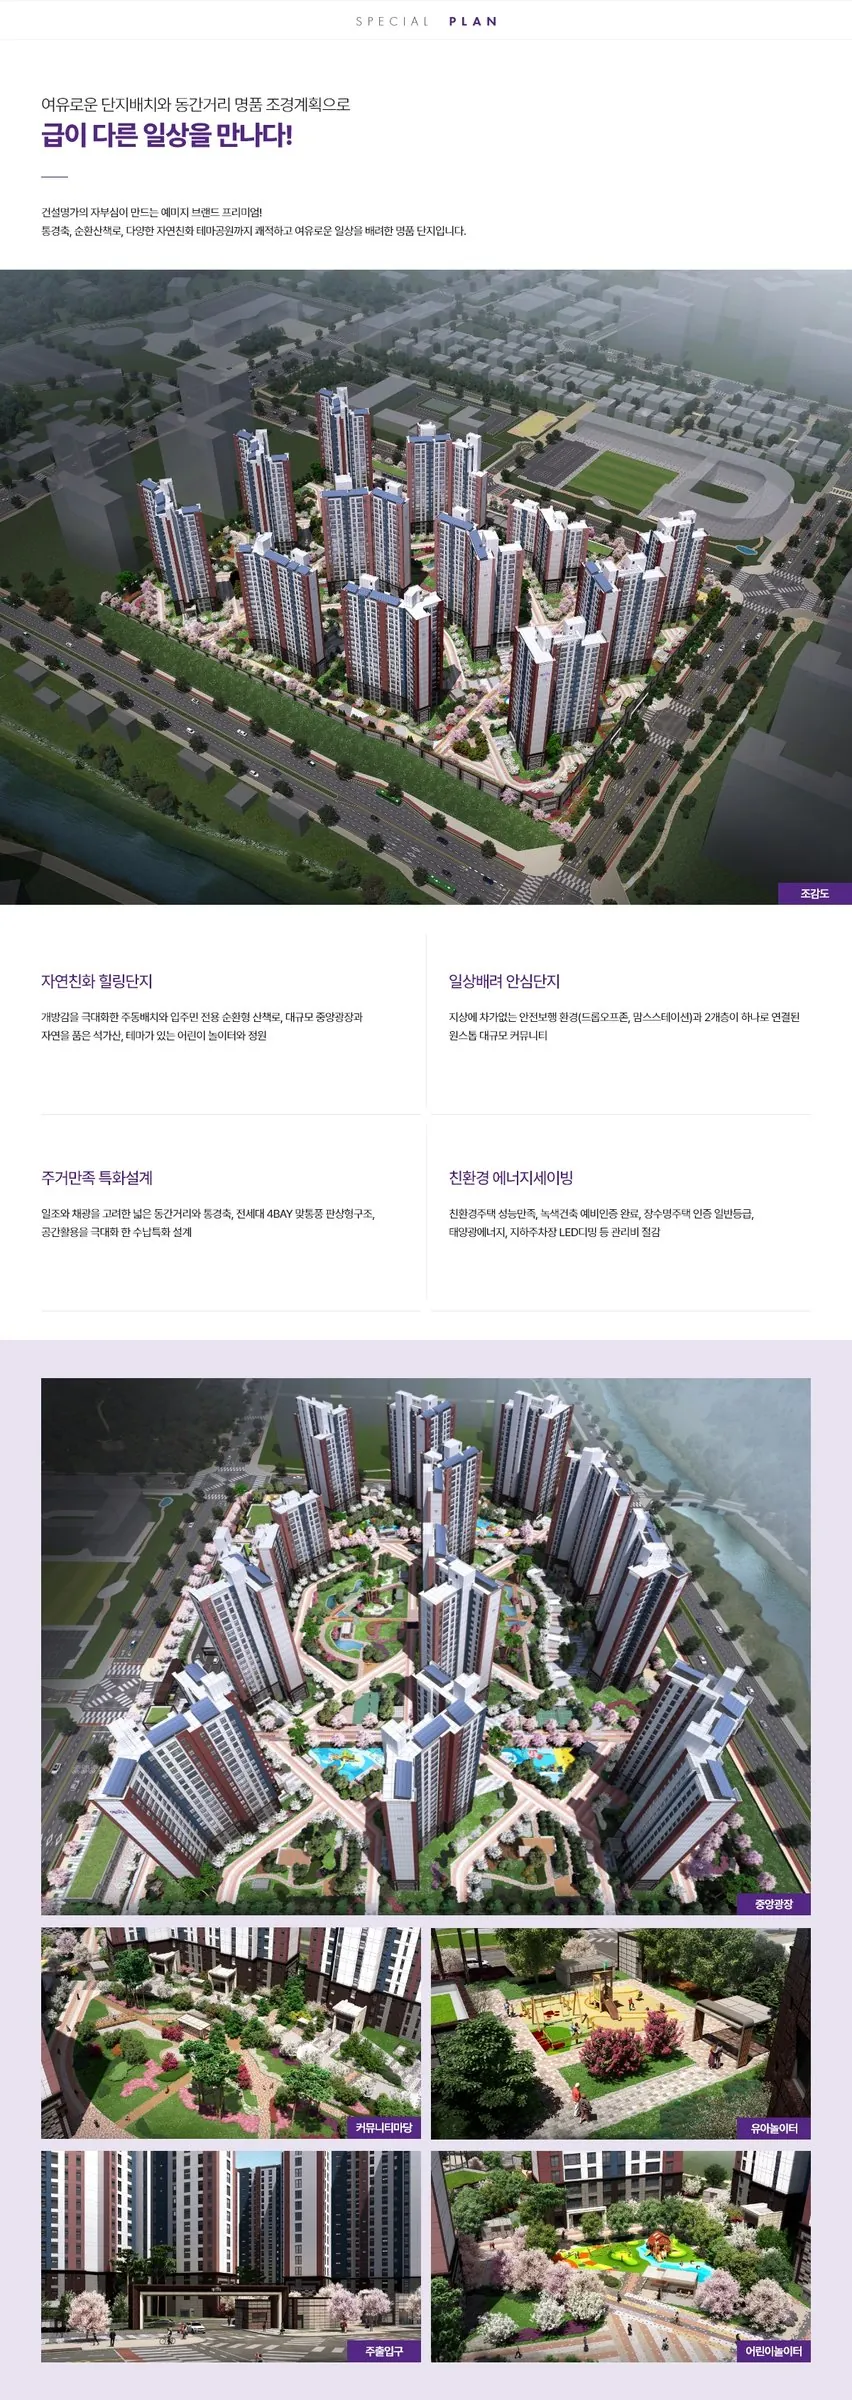 SPECIAL PLAN
여유로운 단지배치와 동간거리 명품 조경계획으로
급이 다른 일상을 만나다!
건설명가의 자부심이 만드는 예미지 브랜드 프리미엄!
통경축, 순환산책로, 다양한 자연친화 테마공원까지 쾌적하고 여유로운 일상을 배려한 명품 단지입니다.
조감도
자연친화 힐링단지
개방감을 극대화한 주동배치와 입주민 전용 순환형 산책로, 대규모 중앙광장과
자연을 품은 석가산, 테마가 있는 어린이 놀이터와 정원
일상배려 안심단지
지상에 차가없는 안전보행 환경(드롭오프존, 맘스스테이션)과 2개층이 하나로 연결된
원스톱 대규모 커뮤니티
주거만족 특화설계
일조와 채광을 고려한 넓은 동간거리와 통경축, 전세대 4BAY 맞통풍 판상형구조,
공간활용을 극대화 한 수납특화 설계
친환경 에너지세이빙
친환경주택 성능만족, 녹색건축 예비인증 완료, 장수명주택 인증 일반등급,
태양광에너지, 지하주차장 LED디밍 등 관리비 절감
중앙광장
커뮤니티마당
유아놀이터
주출입구
어린이놀이터